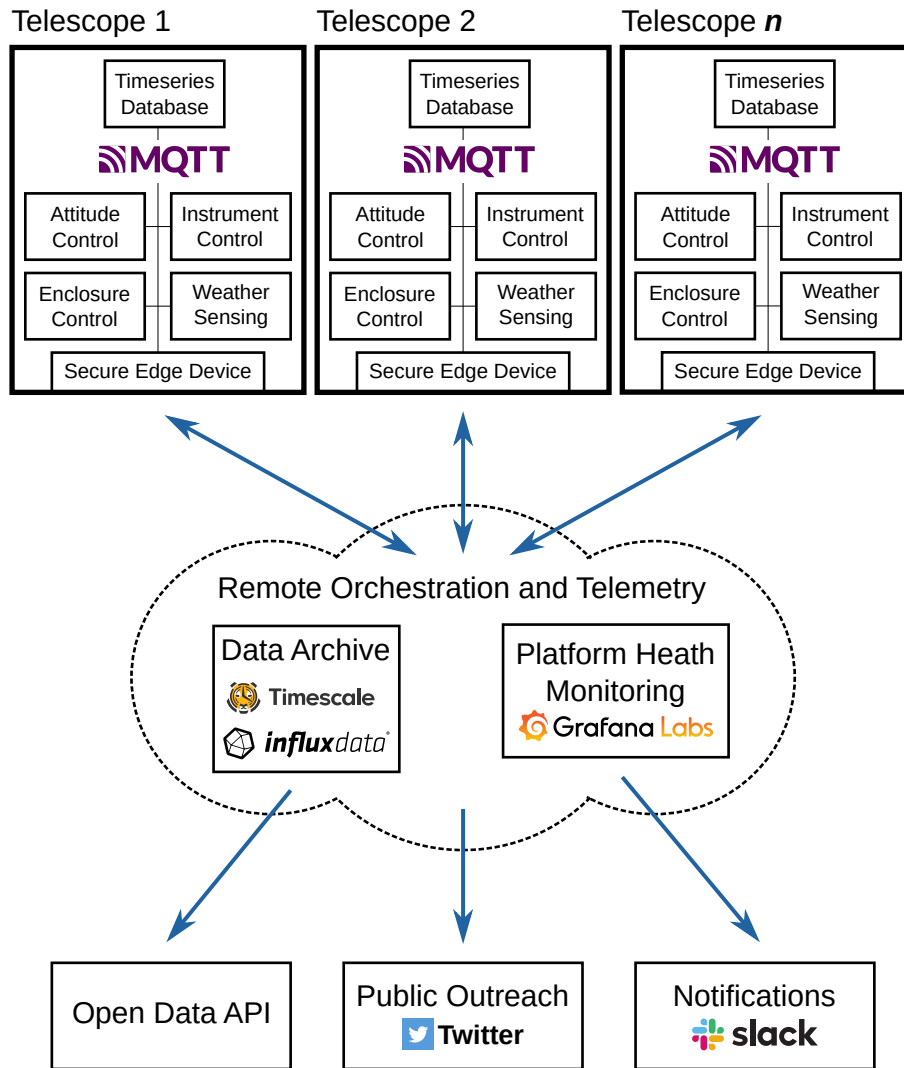 Telescope 1
Timeseries
Database
MQTT
Attitude
Control
Instrument
Control
Enclosure
Control
Weather
Sensing
Secure Edge Device
Telescope 2
Timeseries
Database
MQTT
Attitude
Control
Instrument
Control
Enclosure
Control
Weather
Sensing
Secure Edge Device
Telescope n
Timeseries
Database
MQTT
Attitude
Control
Instrument
Control
Enclosure
Control
Weather
Sensing
Secure Edge Device
Remote Orchestration and Telemetry
Data Archive
Timescale
influxdata
Platform Heath
Monitoring
Grafana Labs
Open Data API
Public Outreach
Twitter
Notifications
slack